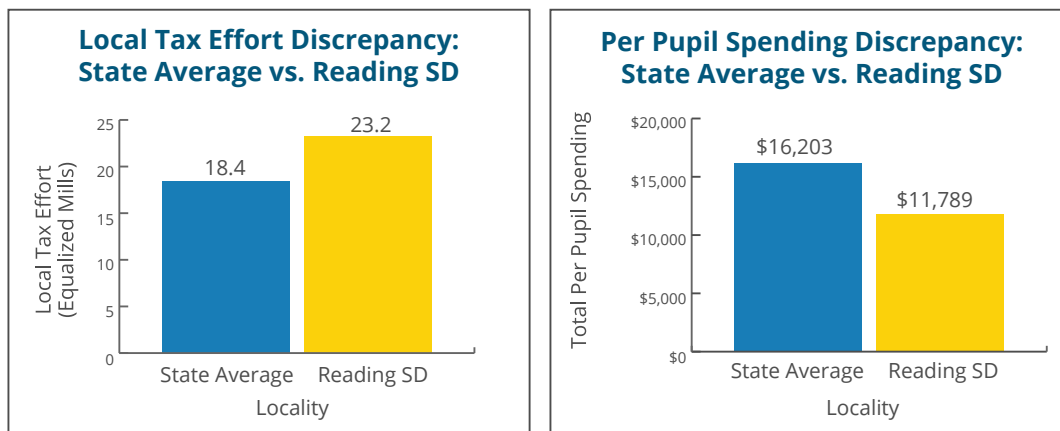 Local Tax Effort Discrepancy:
State Average vs. Reading SD
Local Tax Effort
(Equalized Mills)
25
20
15
10
5
0
18.4
23.2
State Average
Reading SD
Locality
Per Pupil Spending Discrepancy:
State Average vs. Reading SD
Total Per Pupil Spending
$20,000
$15,000
$10,000
$5,000
$0
$16,203
$11,789
State Average
Reading SD
Locality